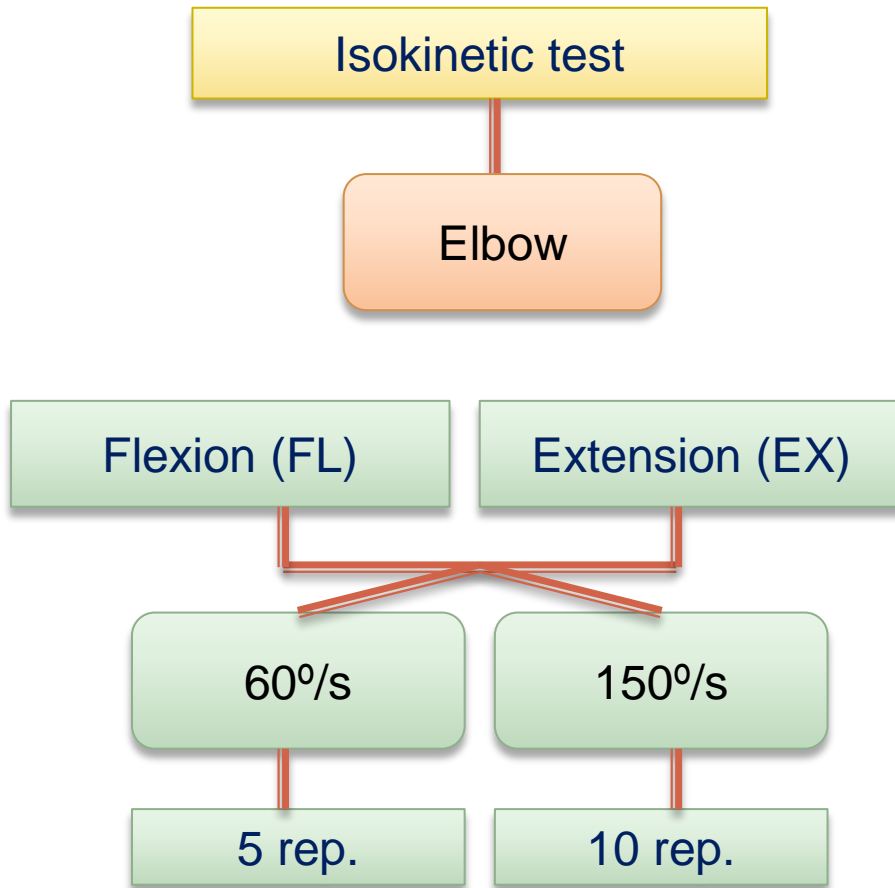 Isokinetic test
Elbow
Flexion (FL)
Extension (EX)
60º/s
150º/s
5 rep.
10 rep.